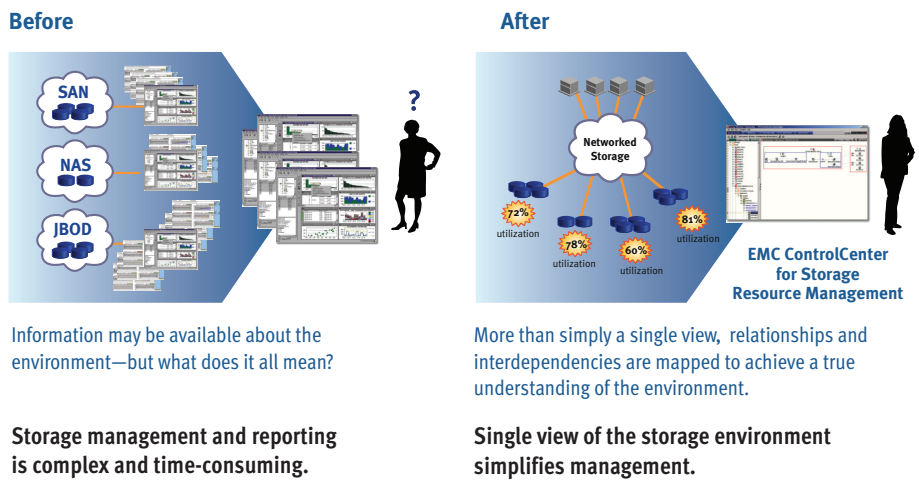 Before
SAN
NAS
JBOD
?
Information may be available about the
environment—but what does it all mean?
Storage management and reporting
is complex and time-consuming.
After
Networked
Storage
72%
utilization
78%
utilization
60%
utilization
81%
utilization
EMC ControlCenter
for Storage
Resource Management
More than simply a single view, relationships and
interdependencies are mapped to achieve a true
understanding of the environment.
Single view of the storage environment
simplifies management.